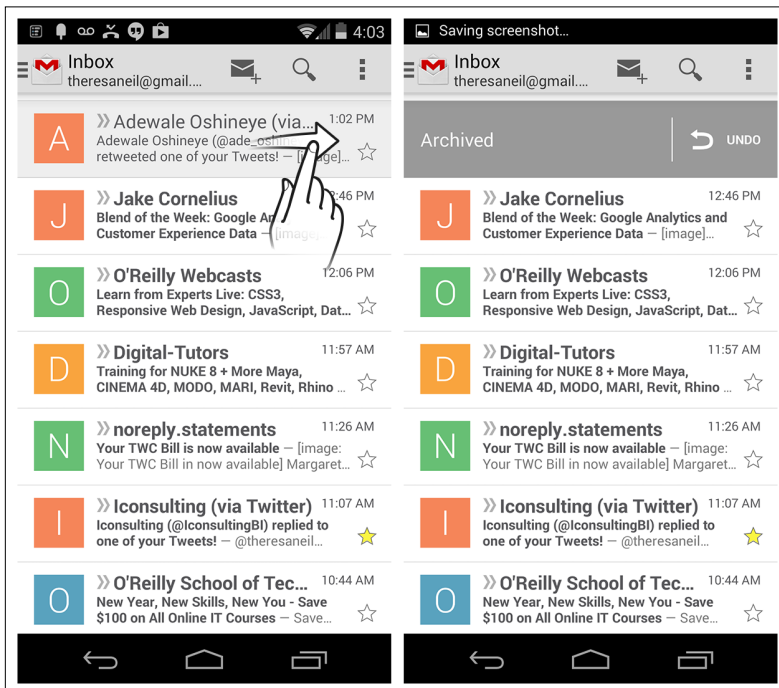 4:03
Inbox
theresaneil@gmail....
A
Adewale Oshineye (via...
1:02 PM
Adewale Oshineye (@ade_oshin
retweeted one of your Tweets! — [image]...
J
Jake Cornelius
2:46 PM
Blend of the Week: Google An
Customer Experience Data — [image]
O
O'Reilly Webcasts
12:06 PM
Learn from Experts Live: CSS3,
Responsive Web Design, JavaScript, Dat...
D
Digital-Tutors
11:57 AM
Training for NUKE 8 + More Maya,
CINEMA 4D, MODO, MARI, Revit, Rhino ...
N
noreply.statements
11:26 AM
Your TWC Bill is now available — [image:
Your TWC Bill in now available] Margaret...
I
Iconsulting (via Twitter)
11:07 AM
Iconsulting (@IconsultingBI) replied to
one of your Tweets! — @theresaneil...
O
O'Reilly School of Tec...
10:44 AM
New Year, New Skills, New You - Save
$100 on All Online IT Courses — Save...
Saving screenshot...
Inbox
theresaneil@gmail....
Archived
UNDO
J
Jake Cornelius
12:46 PM
Blend of the Week: Google Analytics and
Customer Experience Data — [image]...
O
O'Reilly Webcasts
12:06 PM
Learn from Experts Live: CSS3,
Responsive Web Design, JavaScript, Dat...
D
Digital-Tutors
11:57 AM
Training for NUKE 8 + More Maya,
CINEMA 4D, MODO, MARI, Revit, Rhino ...
N
noreply.statements
11:26 AM
Your TWC Bill is now available — [image:
Your TWC Bill in now available] Margaret...
I
Iconsulting (via Twitter)
11:07 AM
Iconsulting (@IconsultingBI) replied to
one of your Tweets! — @theresaneil...
O
O'Reilly School of Tec...
10:44 AM
New Year, New Skills, New You - Save
$100 on All Online IT Courses — Save...